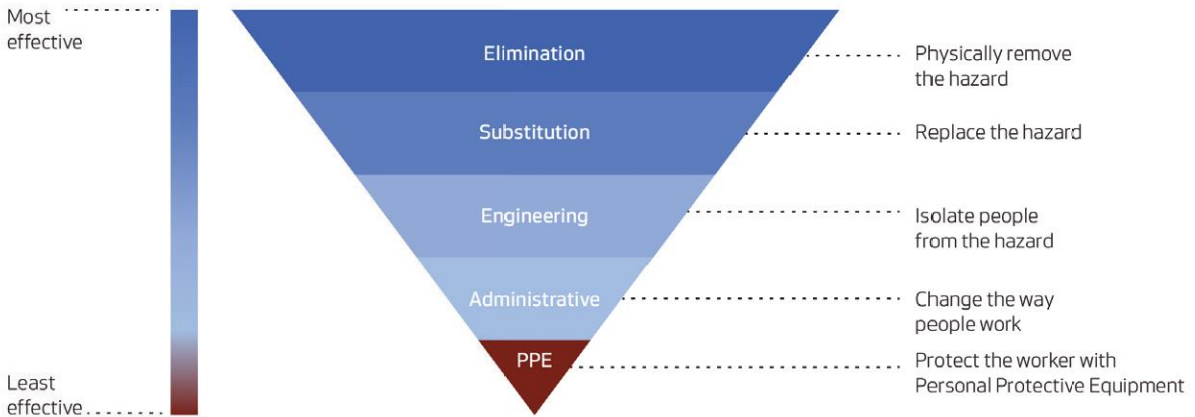 Most
effective
Elimination
Physically remove
the hazard
Substitution
Replace the hazard
Engineering
Isolate people
from the hazard
Administrative
Change the way
people work
PPE
Protect the worker with
Personal Protective Equipment
Least
effective